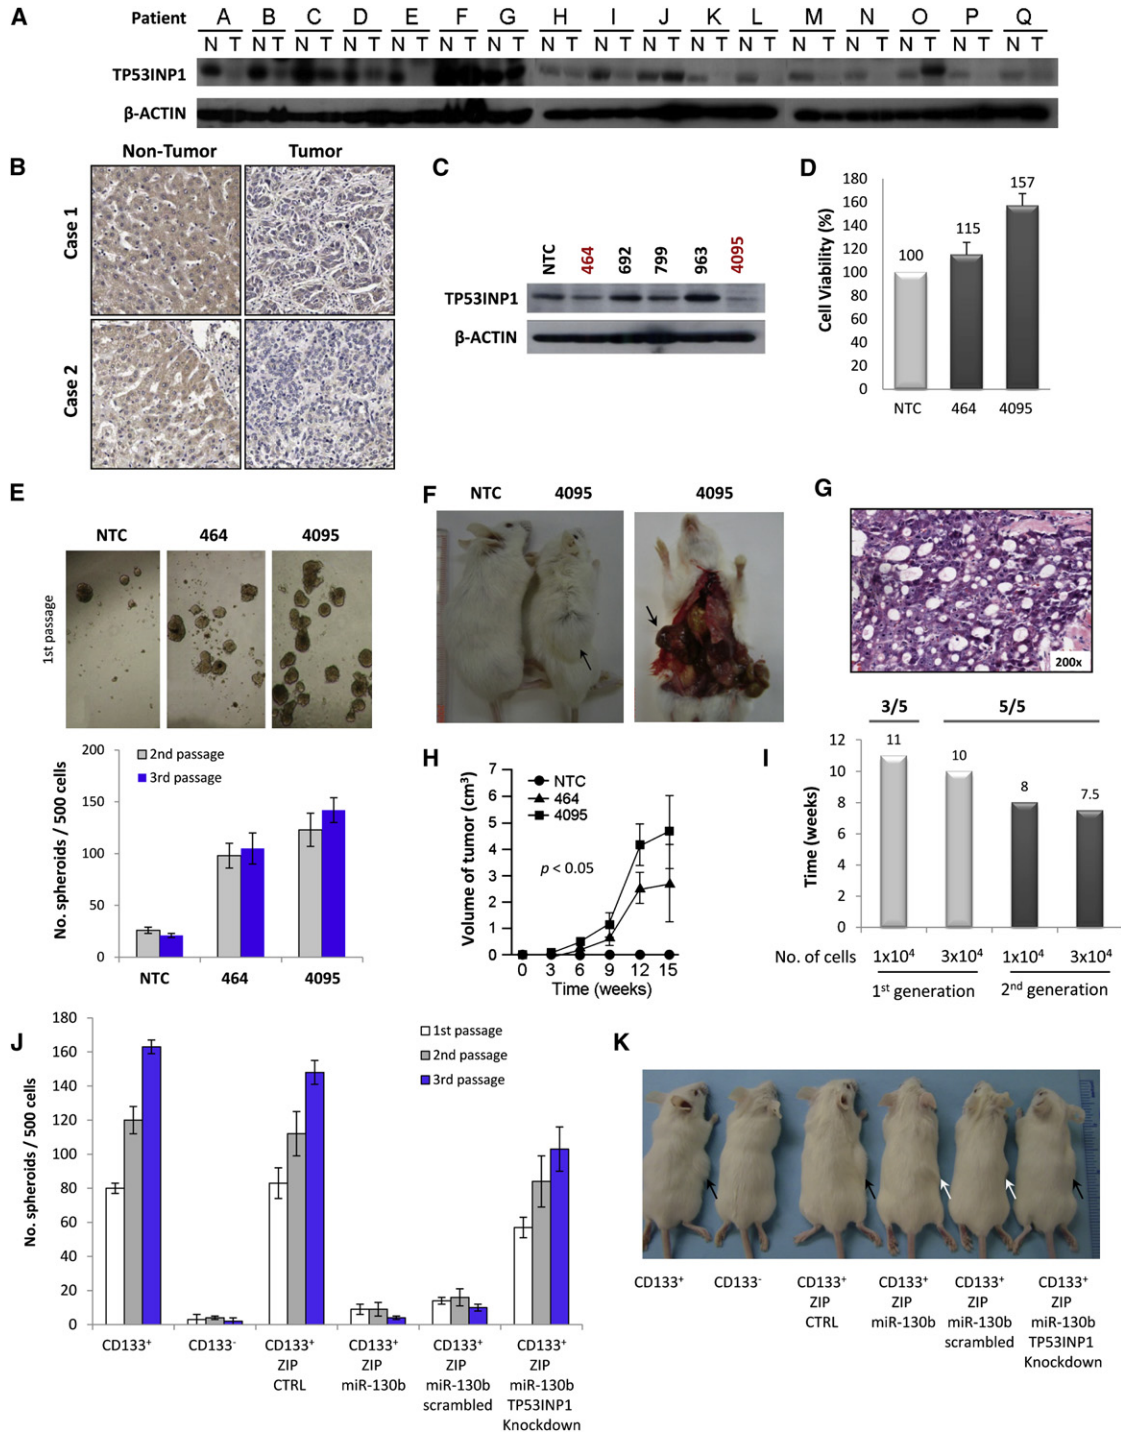 A
Patient A B C D E F G H I J K L M N O P Q
N T N T N T N T N T N T N T N T N T N T N T N T N T N T N T N T N T
TP53INP1
β-ACTIN
B
Non-Tumor Tumor
Case 1
Case 2
C
NTC 464 692 799 963 4095
TP53INP1
β-ACTIN
D
Cell Viability (%)
180
160
140
120
100
80
60
40
20
0
100 115 157
NTC 464 4095
E
NTC 464 4095
1st passage
No. spheroids / 500 cells
200
150
100
50
0
2nd passage
3rd passage
NTC 464 4095
F
NTC 4095 4095
G
200x
H
Volume of tumor (cm³)
7
6
5
4
3
2
1
0
NTC
464
4095
p < 0.05
0 3 6 9 12 15
Time (weeks)
I
3/5 5/5
Time (weeks)
12
10
8
6
4
2
0
11 10 8 7.5
No. of cells 1x10⁴ 3x10⁴ 1x10⁴ 3x10⁴
1st generation 2nd generation
J
No. spheroids / 500 cells
180
160
140
120
100
80
60
40
20
0
1st passage
2nd passage
3rd passage
CD133⁺ CD133⁻ CD133⁺ CD133⁺ CD133⁺ CD133⁺
ZIP ZIP ZIP ZIP
CTRL miR-130b miR-130b miR-130b
scrambled TP53INP1
Knockdown
K
CD133⁺ CD133⁻ CD133⁺ CD133⁺ CD133⁺ CD133⁺
ZIP ZIP ZIP ZIP
CTRL miR-130b miR-130b miR-130b
scrambled TP53INP1
Knockdown